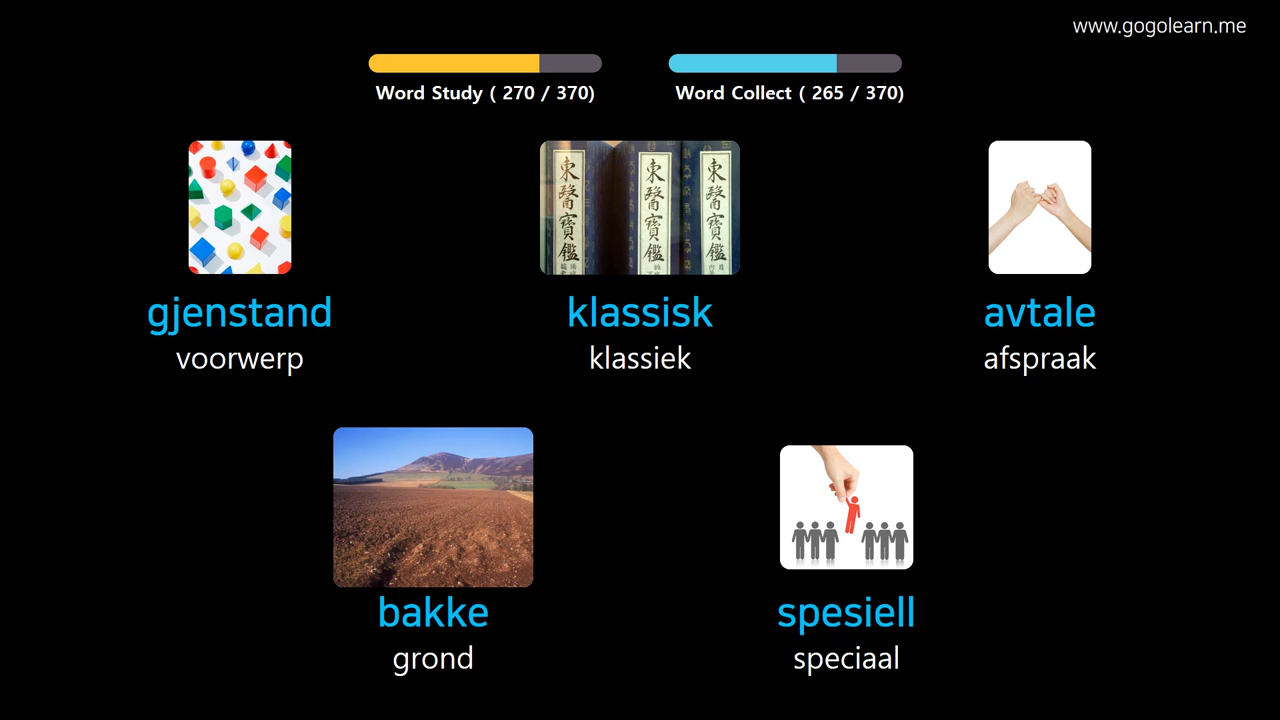 www.gogolearn.me
Word Study ( 270 / 370)
Word Collect ( 265 / 370)
東醫寶鑑
東醫寶鑑
東醫寶鑑
gjenstand
voorwerp
klassisk
klassiek
avtale
afspraak
bakke
grond
spesiell
speciaal